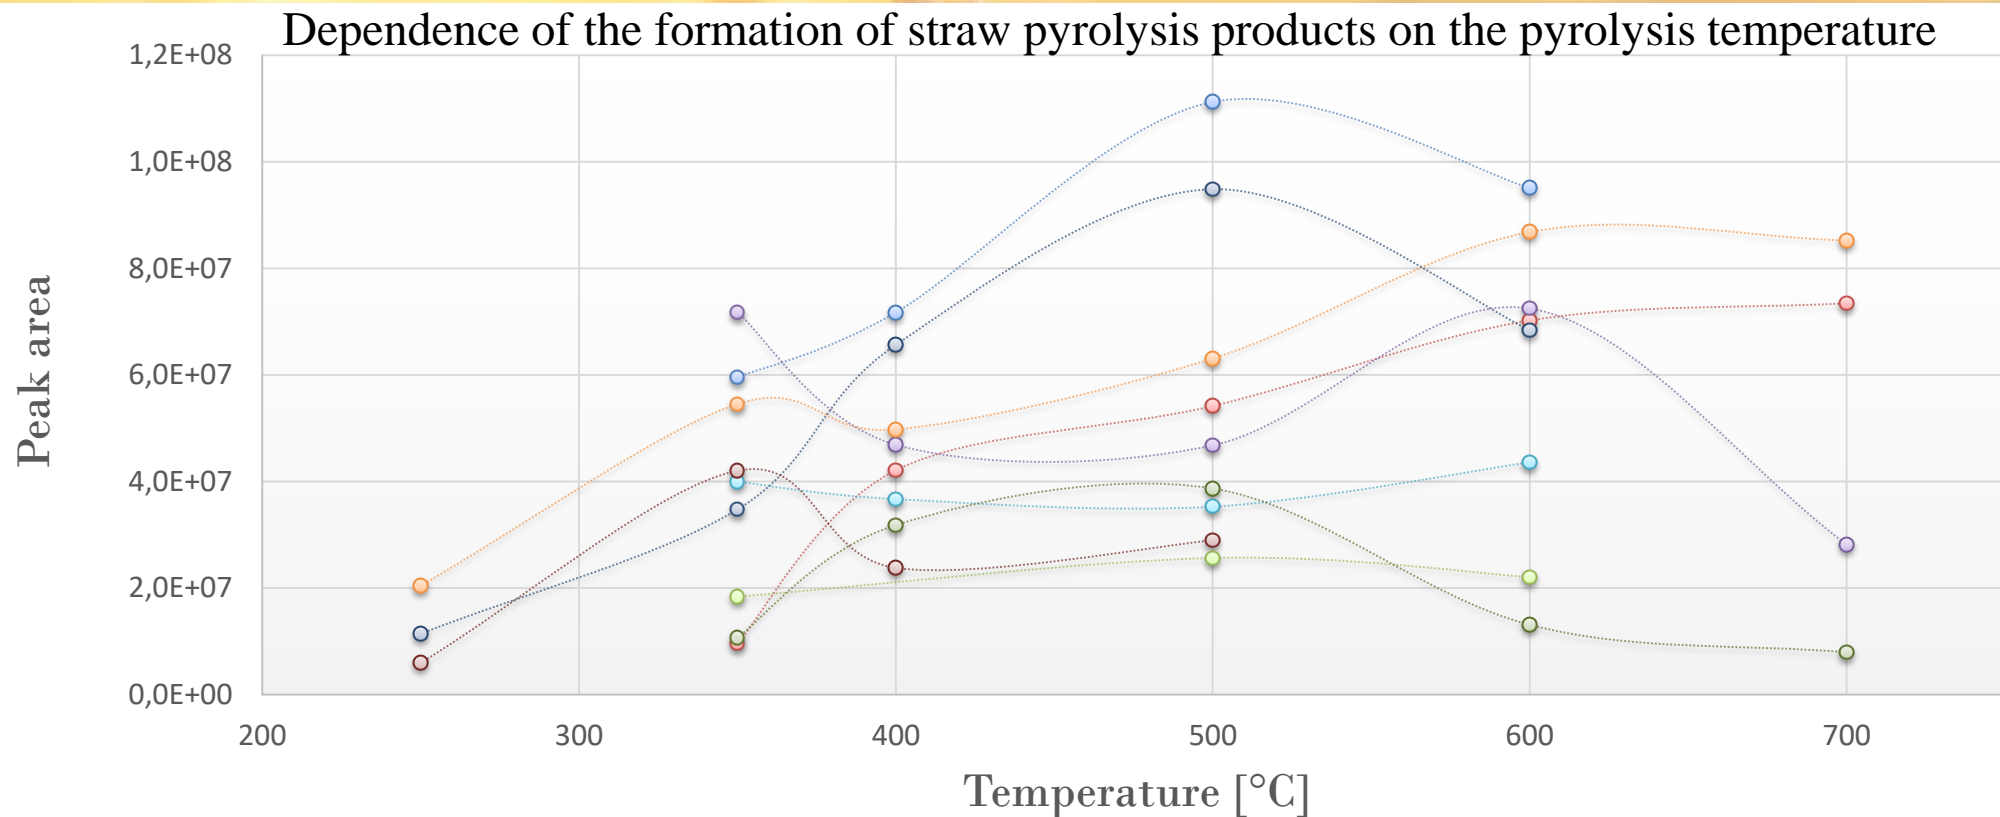 Dependence of the formation of straw pyrolysis products on the pyrolysis temperature
1,2E+08
1,0E+08
8,0E+07
6,0E+07
4,0E+07
2,0E+07
0,0E+00
Peak area
200 300 400 500 600 700
Temperature [°C]